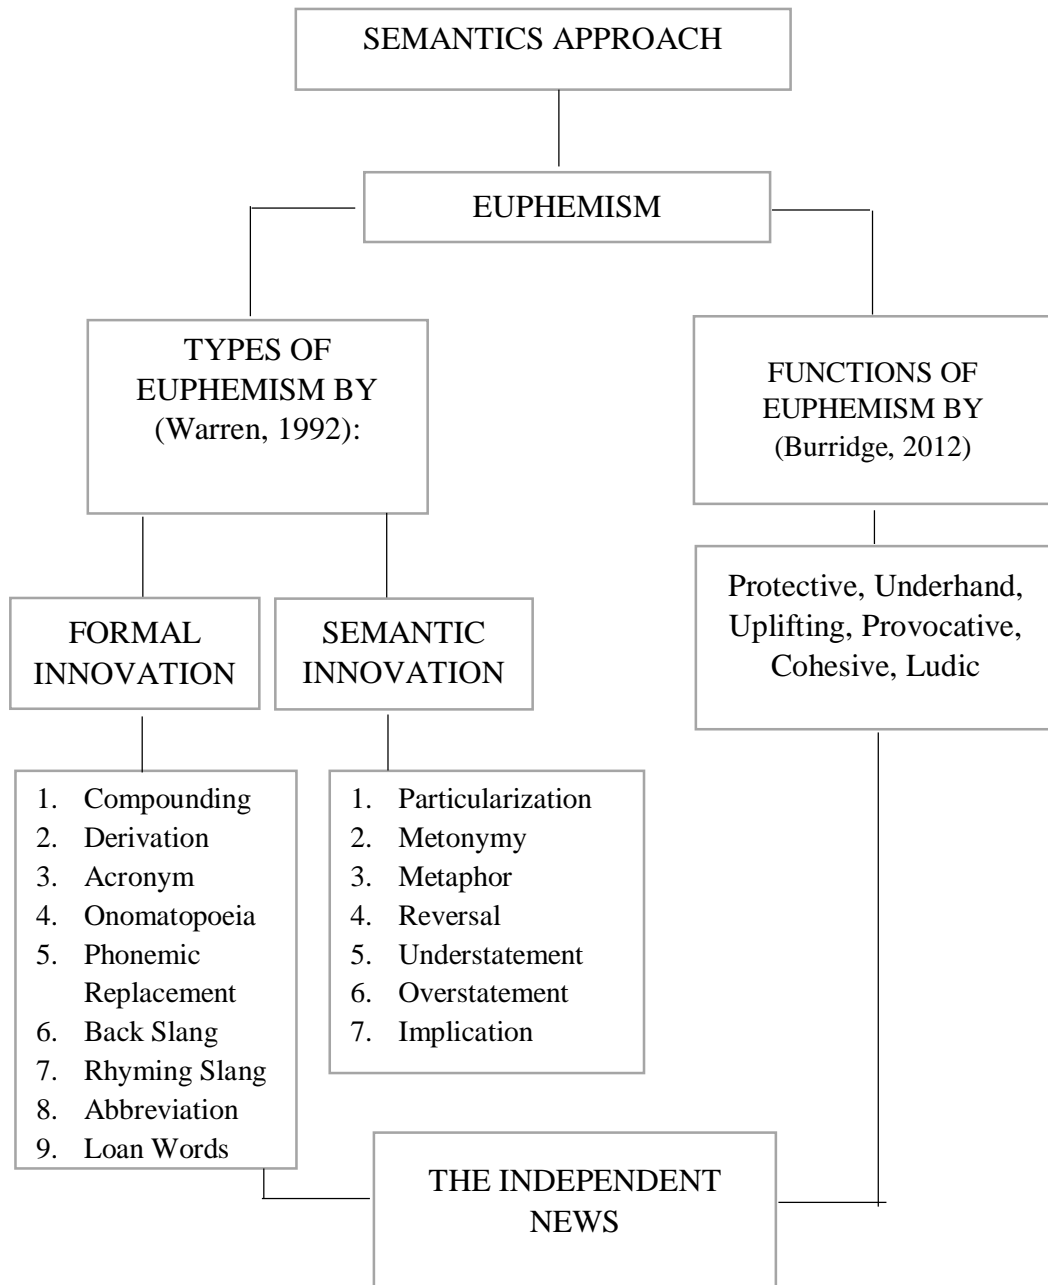 SEMANTICS APPROACH
EUPHEMISM
TYPES OF
EUPHEMISM BY
(Warren, 1992):
FUNCTIONS OF
EUPHEMISM BY
(Burridge, 2012)
Protective, Underhand,
Uplifting, Provocative,
Cohesive, Ludic
FORMAL
INNOVATION
SEMANTIC
INNOVATION
1. Compounding
2. Derivation
3. Acronym
4. Onomatopoeia
5. Phonemic
Replacement
6. Back Slang
7. Rhyming Slang
8. Abbreviation
9. Loan Words
1. Particularization
2. Metonymy
3. Metaphor
4. Reversal
5. Understatement
6. Overstatement
7. Implication
THE INDEPENDENT
NEWS